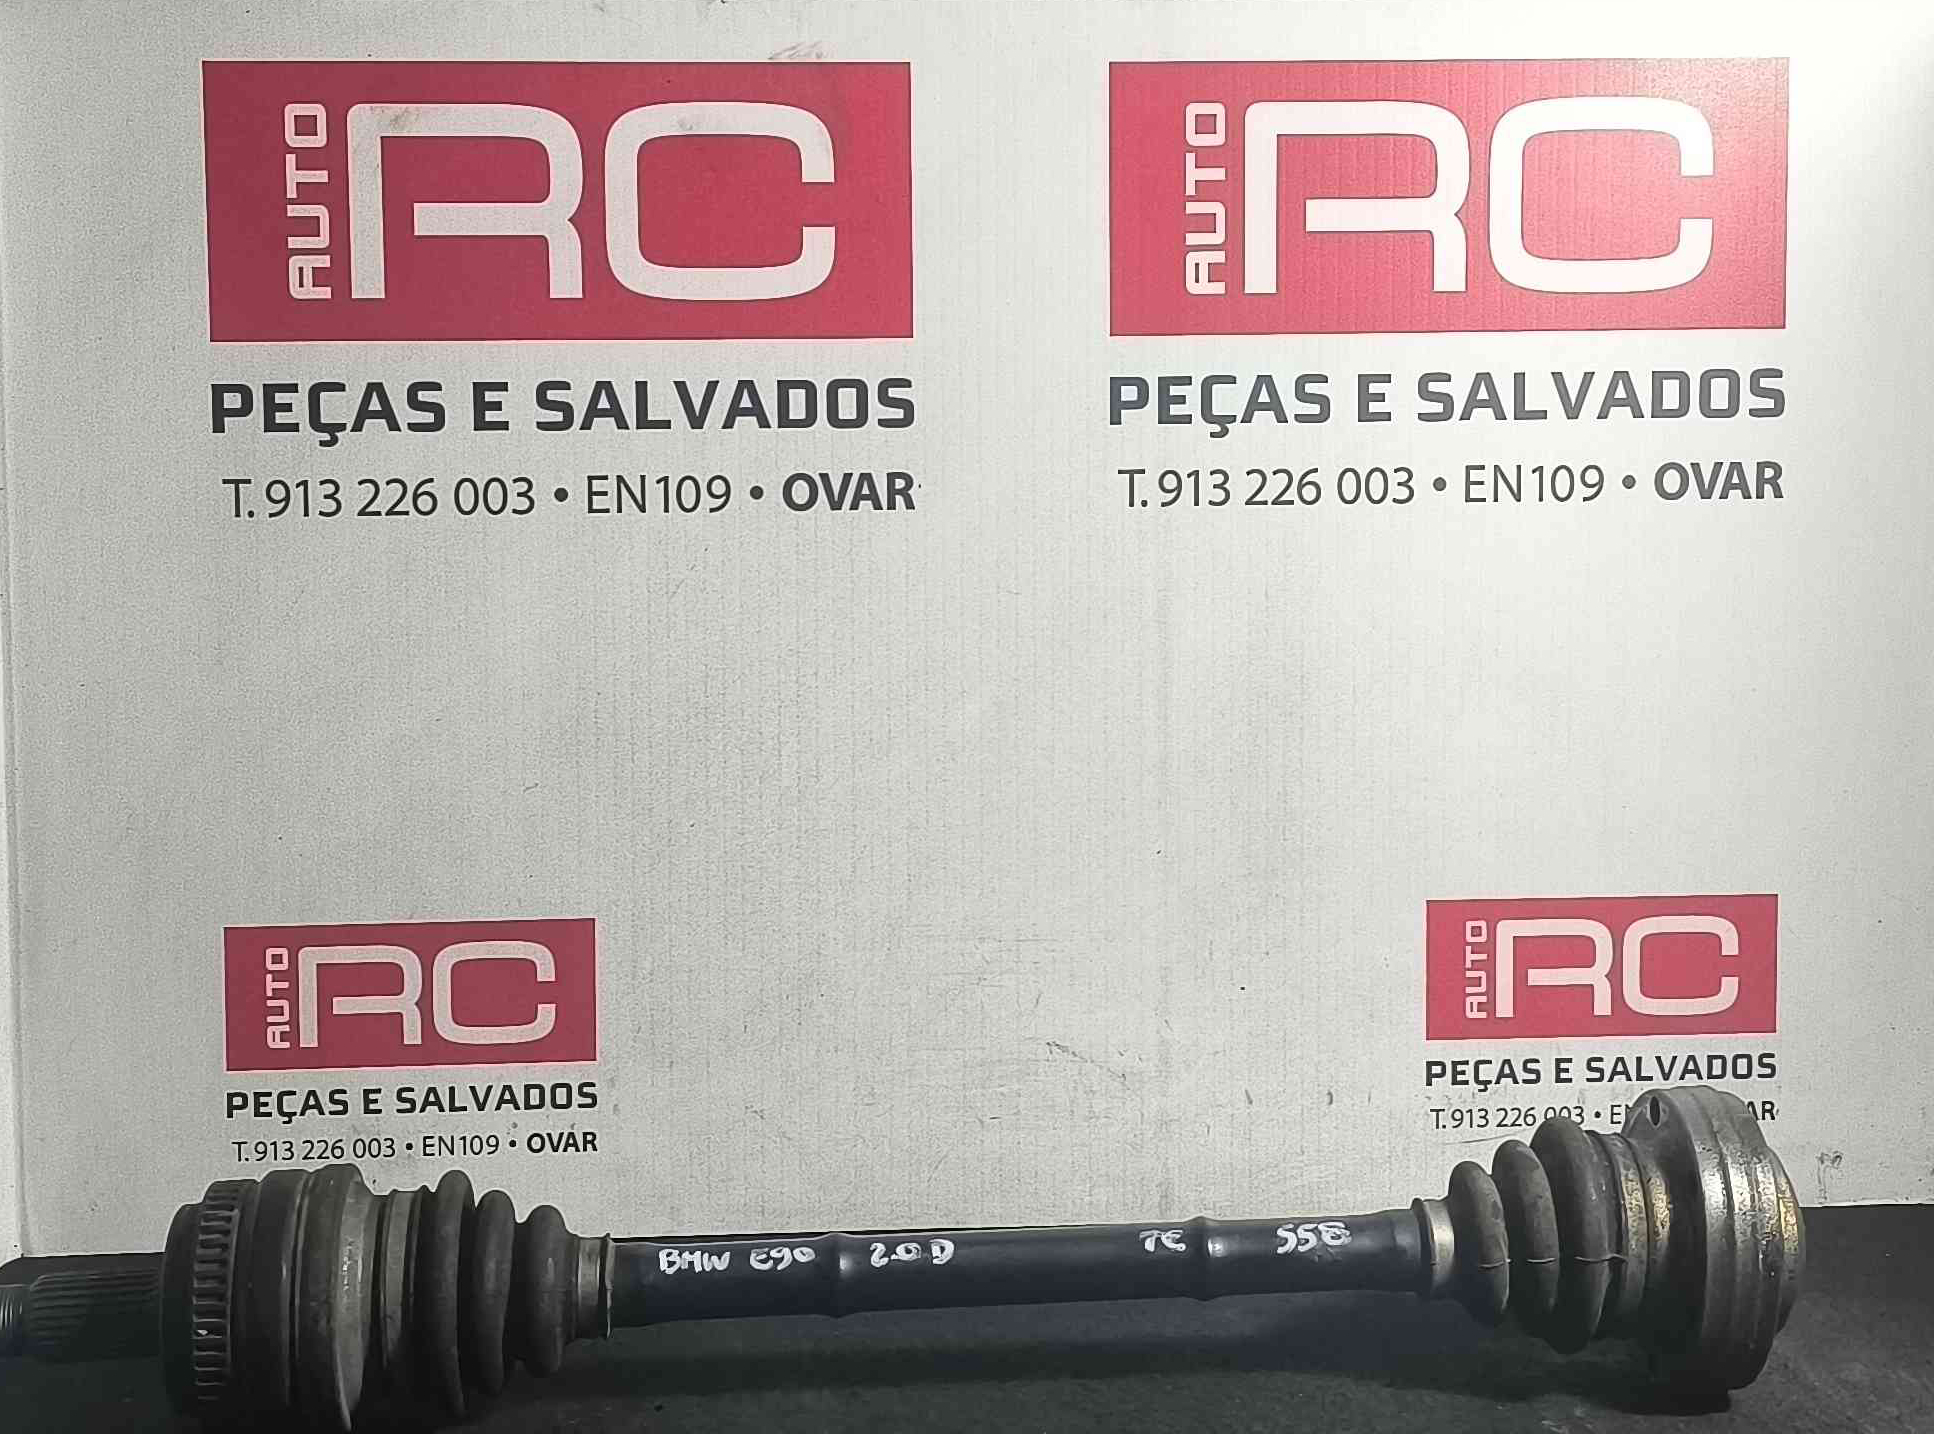 AUTO RC
PEÇAS E SALVADOS
T. 913 226 003 • EN109 • OVAR
AUTO RC
PEÇAS E SALVADOS
T. 913 226 003 • EN109 • OVAR
AUTO RC
PEÇAS E SALVADOS
T. 913 226 003 • EN109 • OVAR
AUTO RC
PEÇAS E SALVADOS
T. 913 226 003 • E AR
BMW E90 2.0 D TE 558